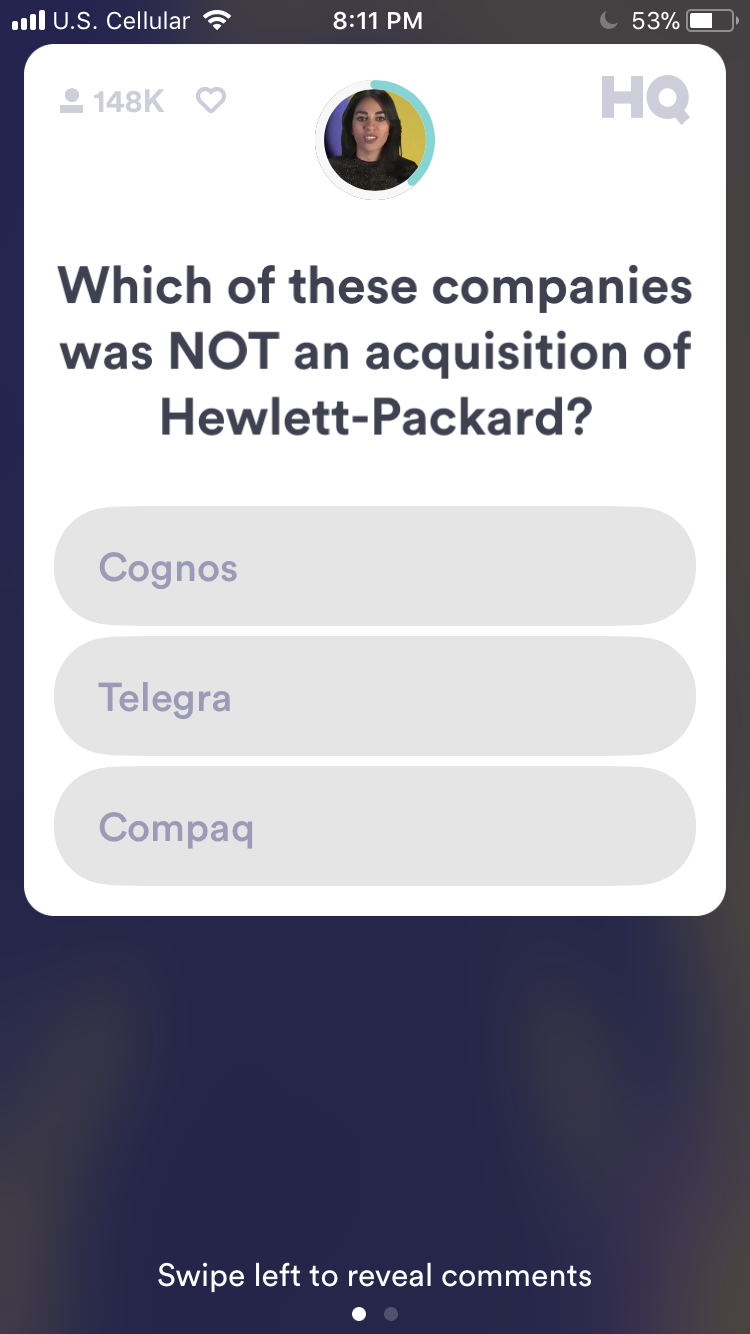 U.S. Cellular 8:11 PM 53%
148K HQ
Which of these companies
was NOT an acquisition of
Hewlett-Packard?
Cognos
Telegra
Compaq
Swipe left to reveal comments